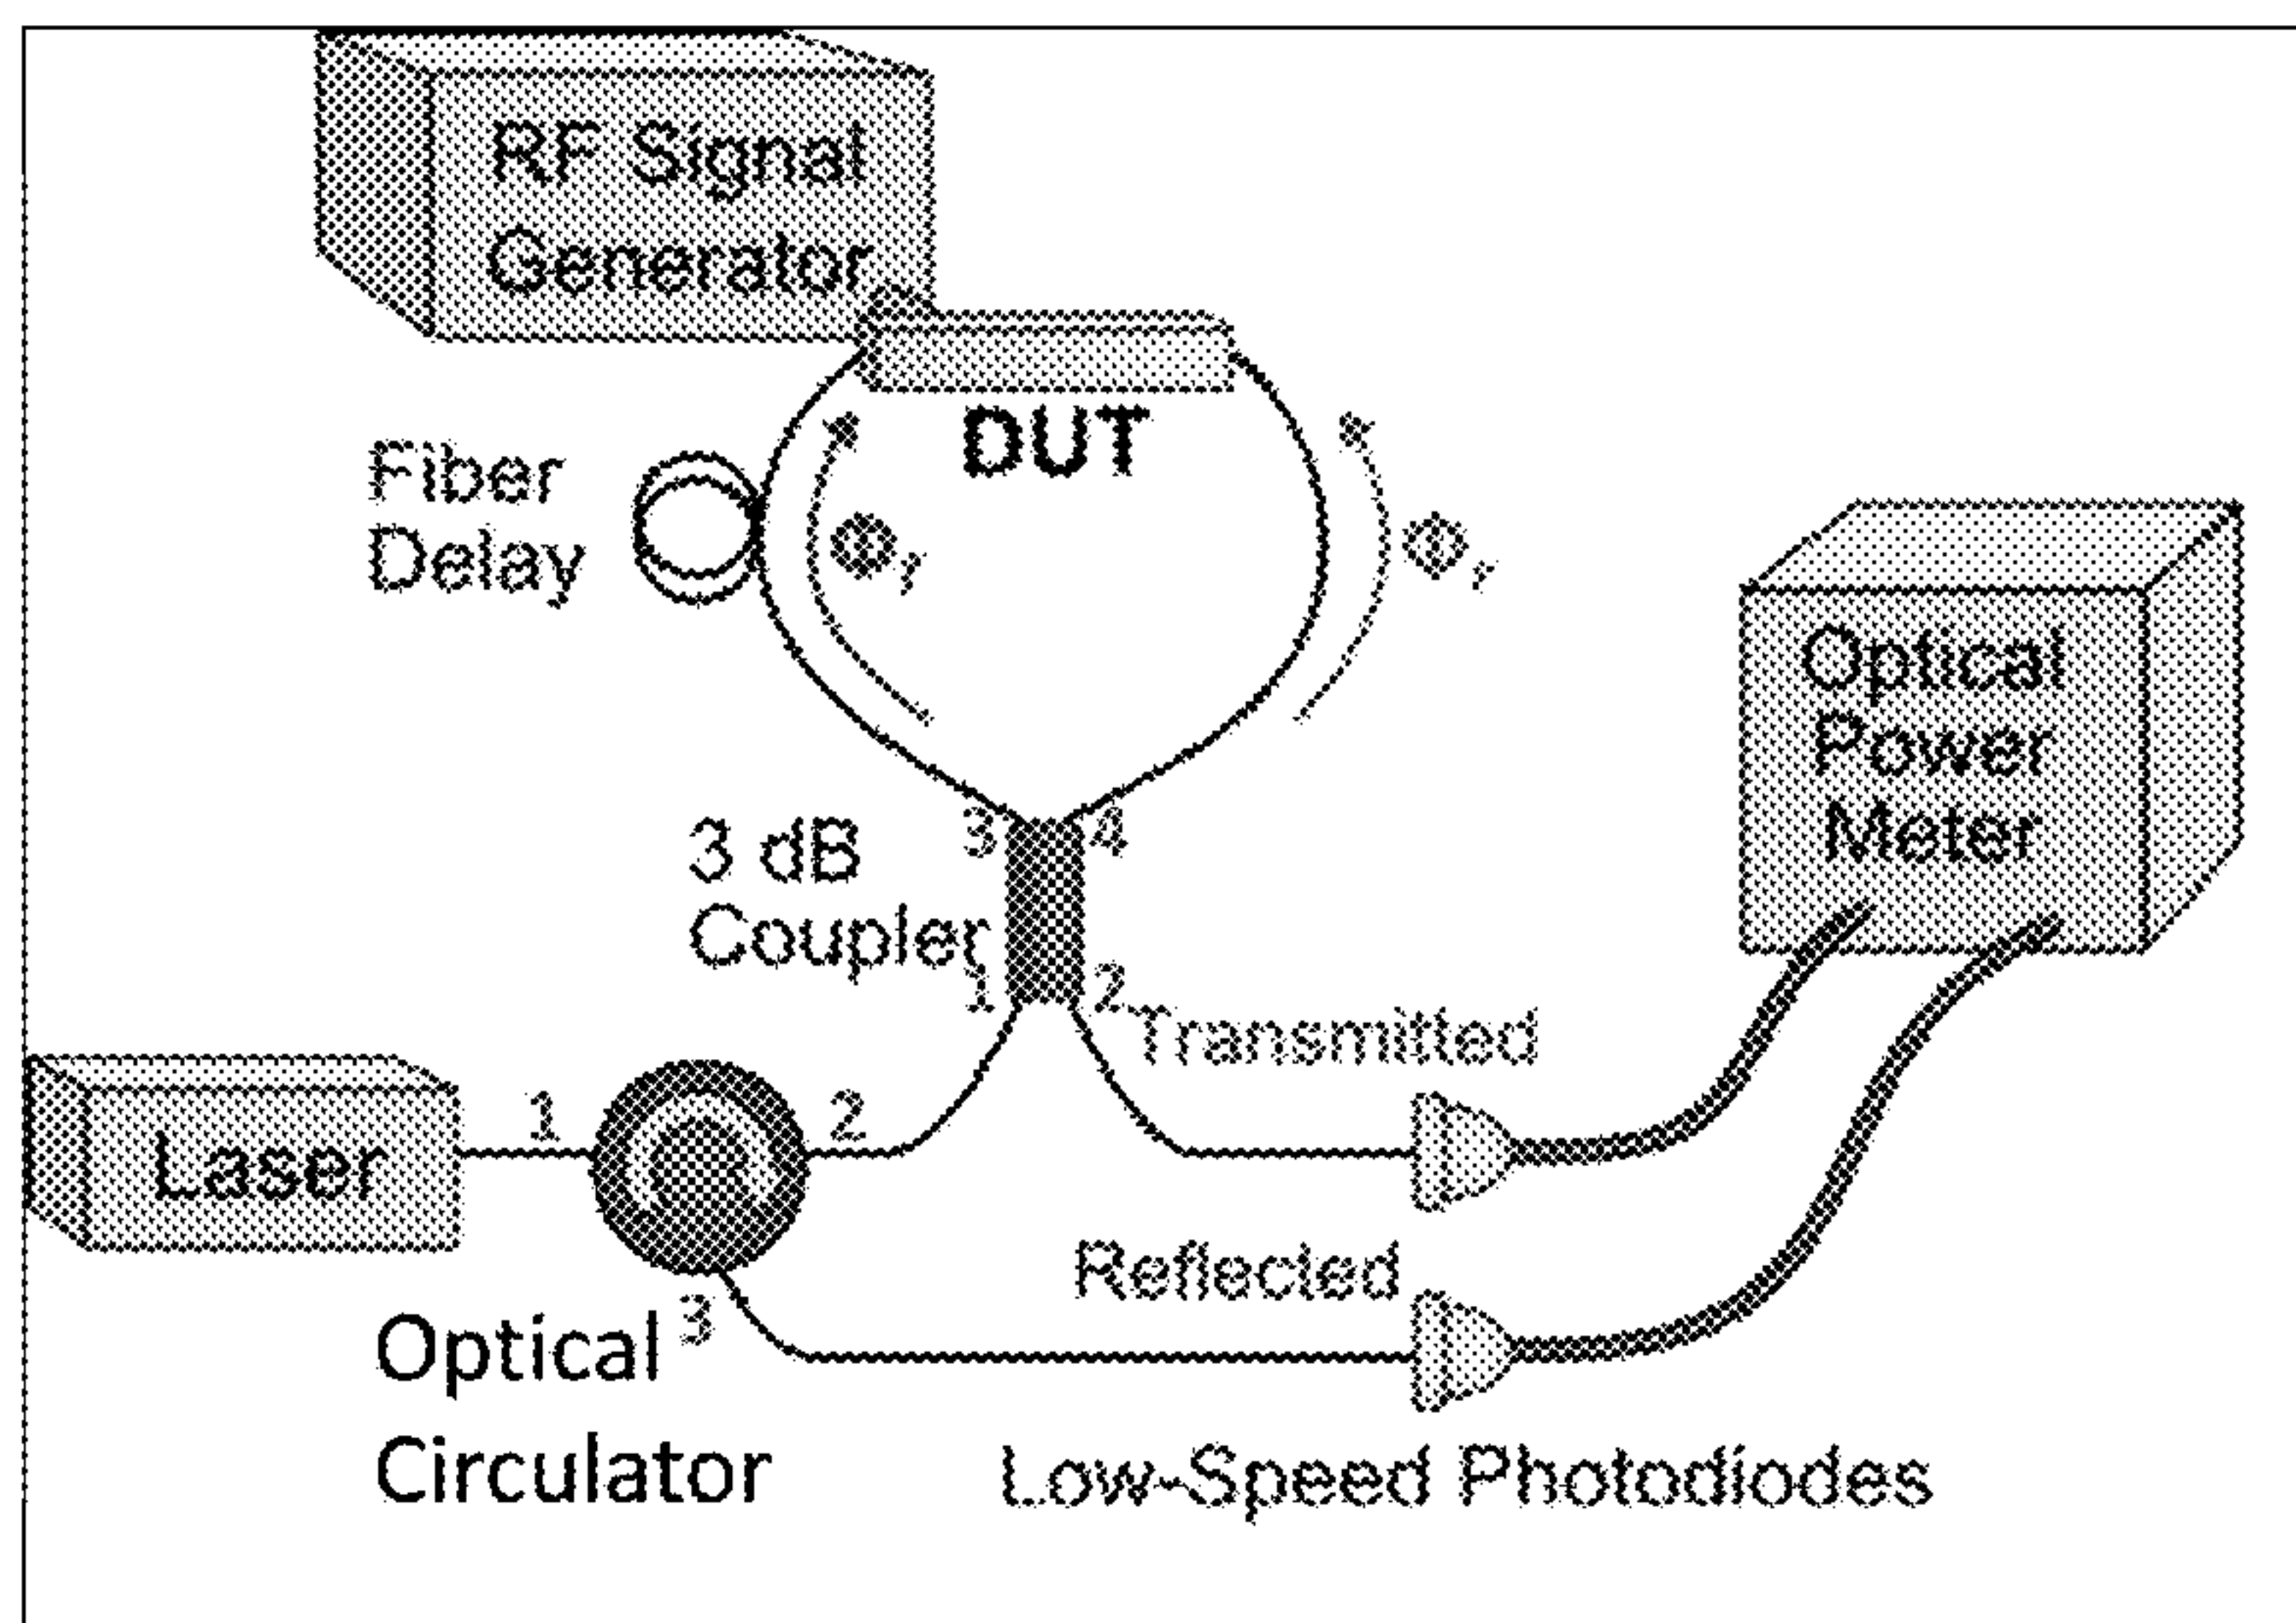 RF Signal
Generator
DUT
Fiber
Delay
Φ
Φ
Optical
Power
Meter
3 4
3 dB
Coupler
1 2
Transmitted
Laser
1 2
Reflected
3
Optical
Circulator
Low-Speed Photodiodes